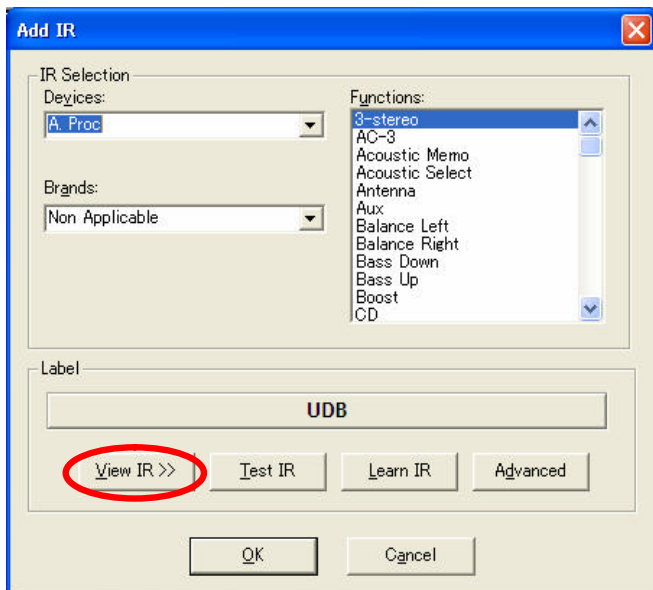 Add IR
IR Selection
Devices:
A. Proc
Brands:
Non Applicable
Functions:
3-stereo
AC-3
Acoustic Memo
Acoustic Select
Antenna
Aux
Balance Left
Balance Right
Bass Down
Bass Up
Boost
CD
Label
UDB
View IR >>
Test IR
Learn IR
Advanced
OK
Cancel